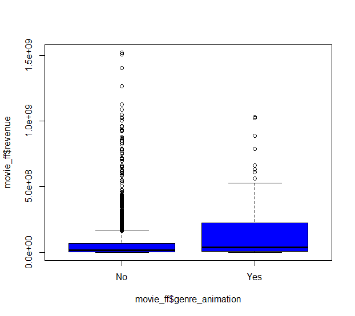 movie_ff$revenue
1.5e+09
1.0e+09
5.0e+08
0.0e+00
No
Yes
movie_ff$genre_animation